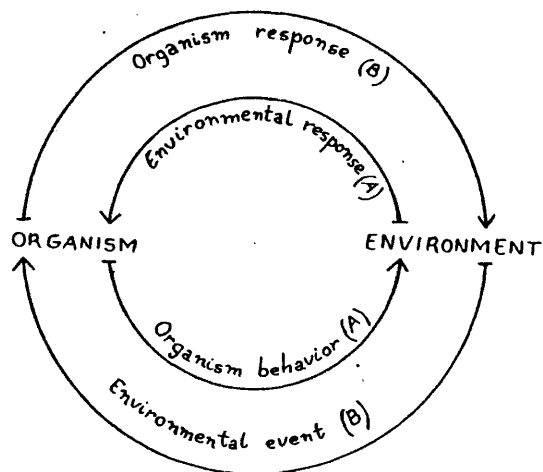 Organism response (B)
Environmental response (A)
ORGANISM
ENVIRONMENT
Organism behavior (A)
Environmental event (B)